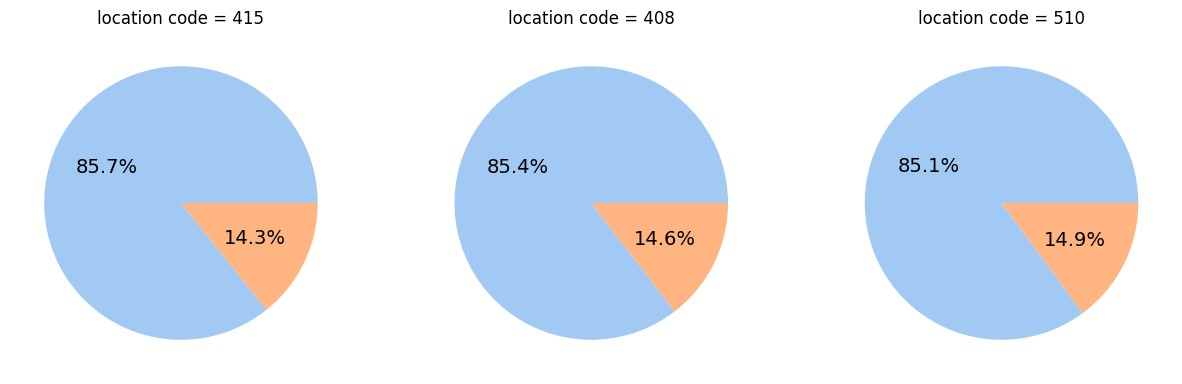 location code = 415
85.7%
14.3%
location code = 408
85.4%
14.6%
location code = 510
85.1%
14.9%